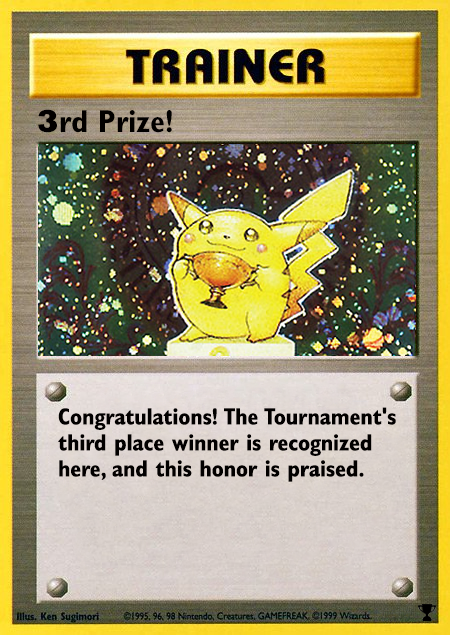 TRAINER
3rd Prize!
Congratulations! The Tournament's
third place winner is recognized
here, and this honor is praised.
Illus. Ken Sugimori ©1995, 96, 98 Nintendo, Creatures, GAMEFREAK. ©1999 Wizards.